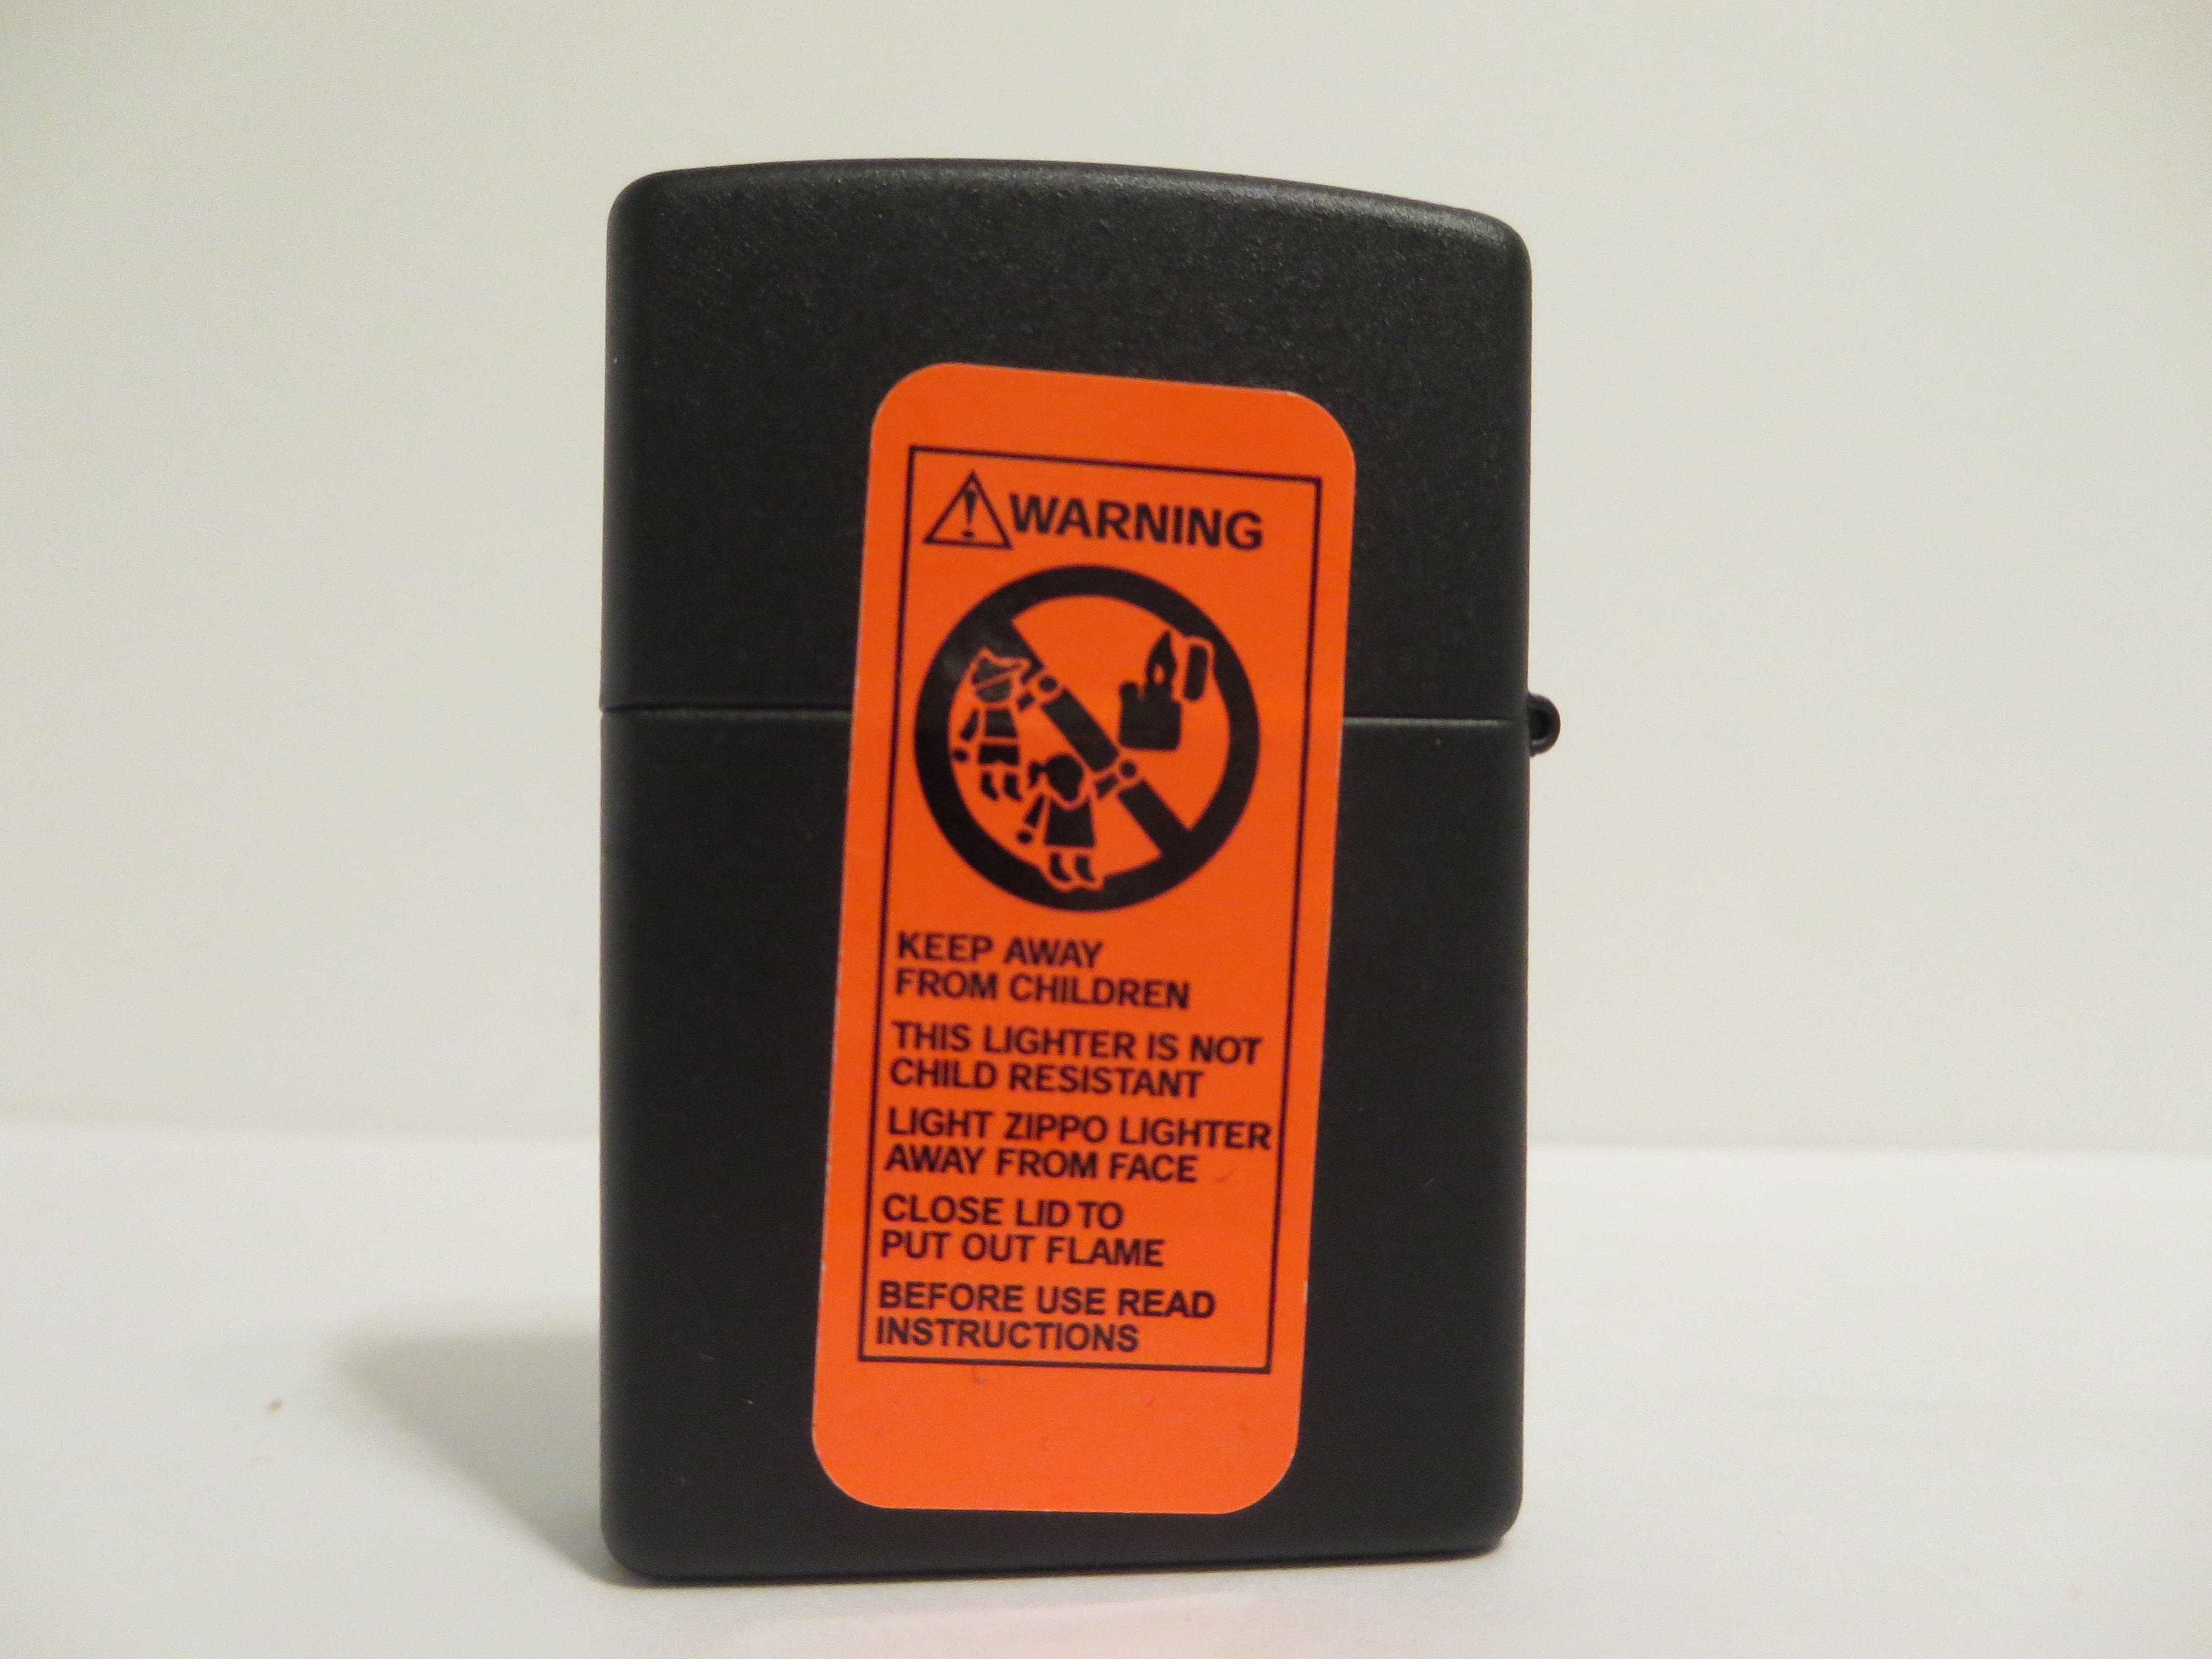 WARNING
KEEP AWAY
FROM CHILDREN
THIS LIGHTER IS NOT
CHILD RESISTANT
LIGHT ZIPPO LIGHTER
AWAY FROM FACE
CLOSE LID TO
PUT OUT FLAME
BEFORE USE READ
INSTRUCTIONS